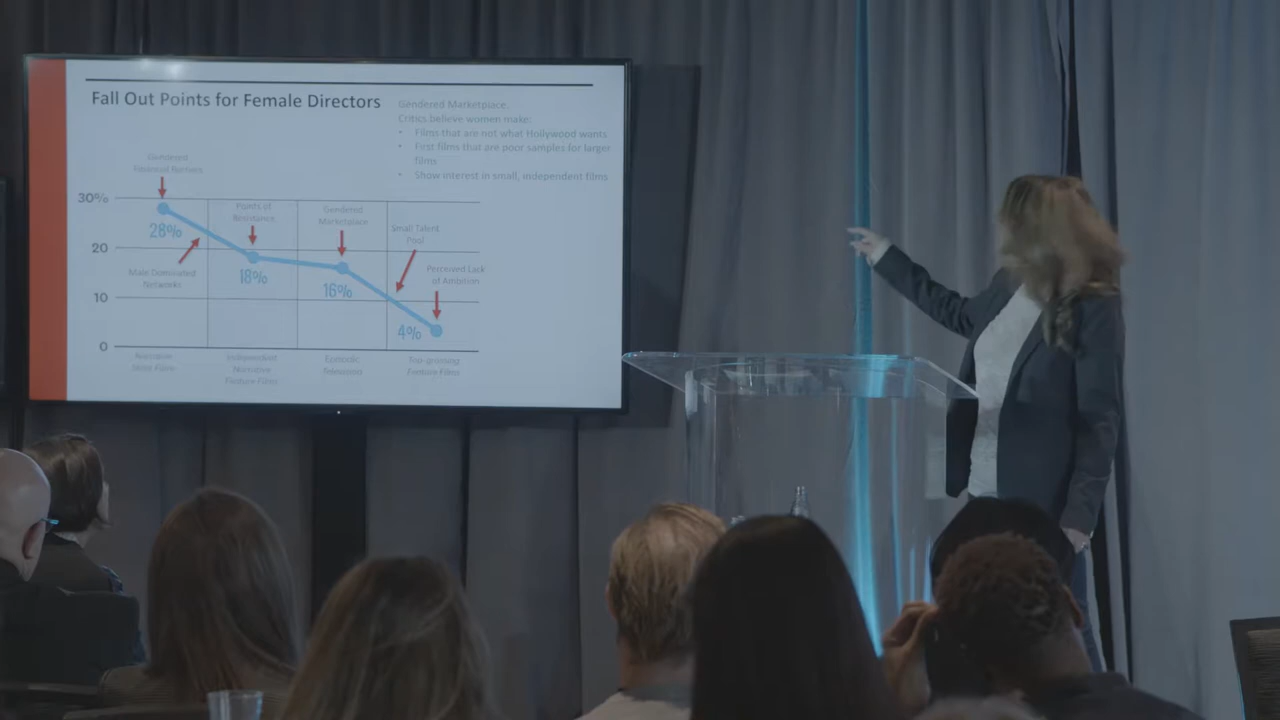 Fall Out Points for Female Directors
Gendered Marketplace.
Critics believe women make:
• Films that are not what Hollywood wants
• First films that are poor samples for larger
films
• Show interest in small, independent films
Gendered
Financial Barriers
30%
Points of
Resistance
Gendered
Marketplace
Small Talent
Pool
28%
20
Male Dominated
Networks
18%
16%
Perceived Lack
of Ambition
10
4%
0
Narrative
Short Films
Independent
Narrative
Feature Films
Episodic
Television
Top-grossing
Feature Films